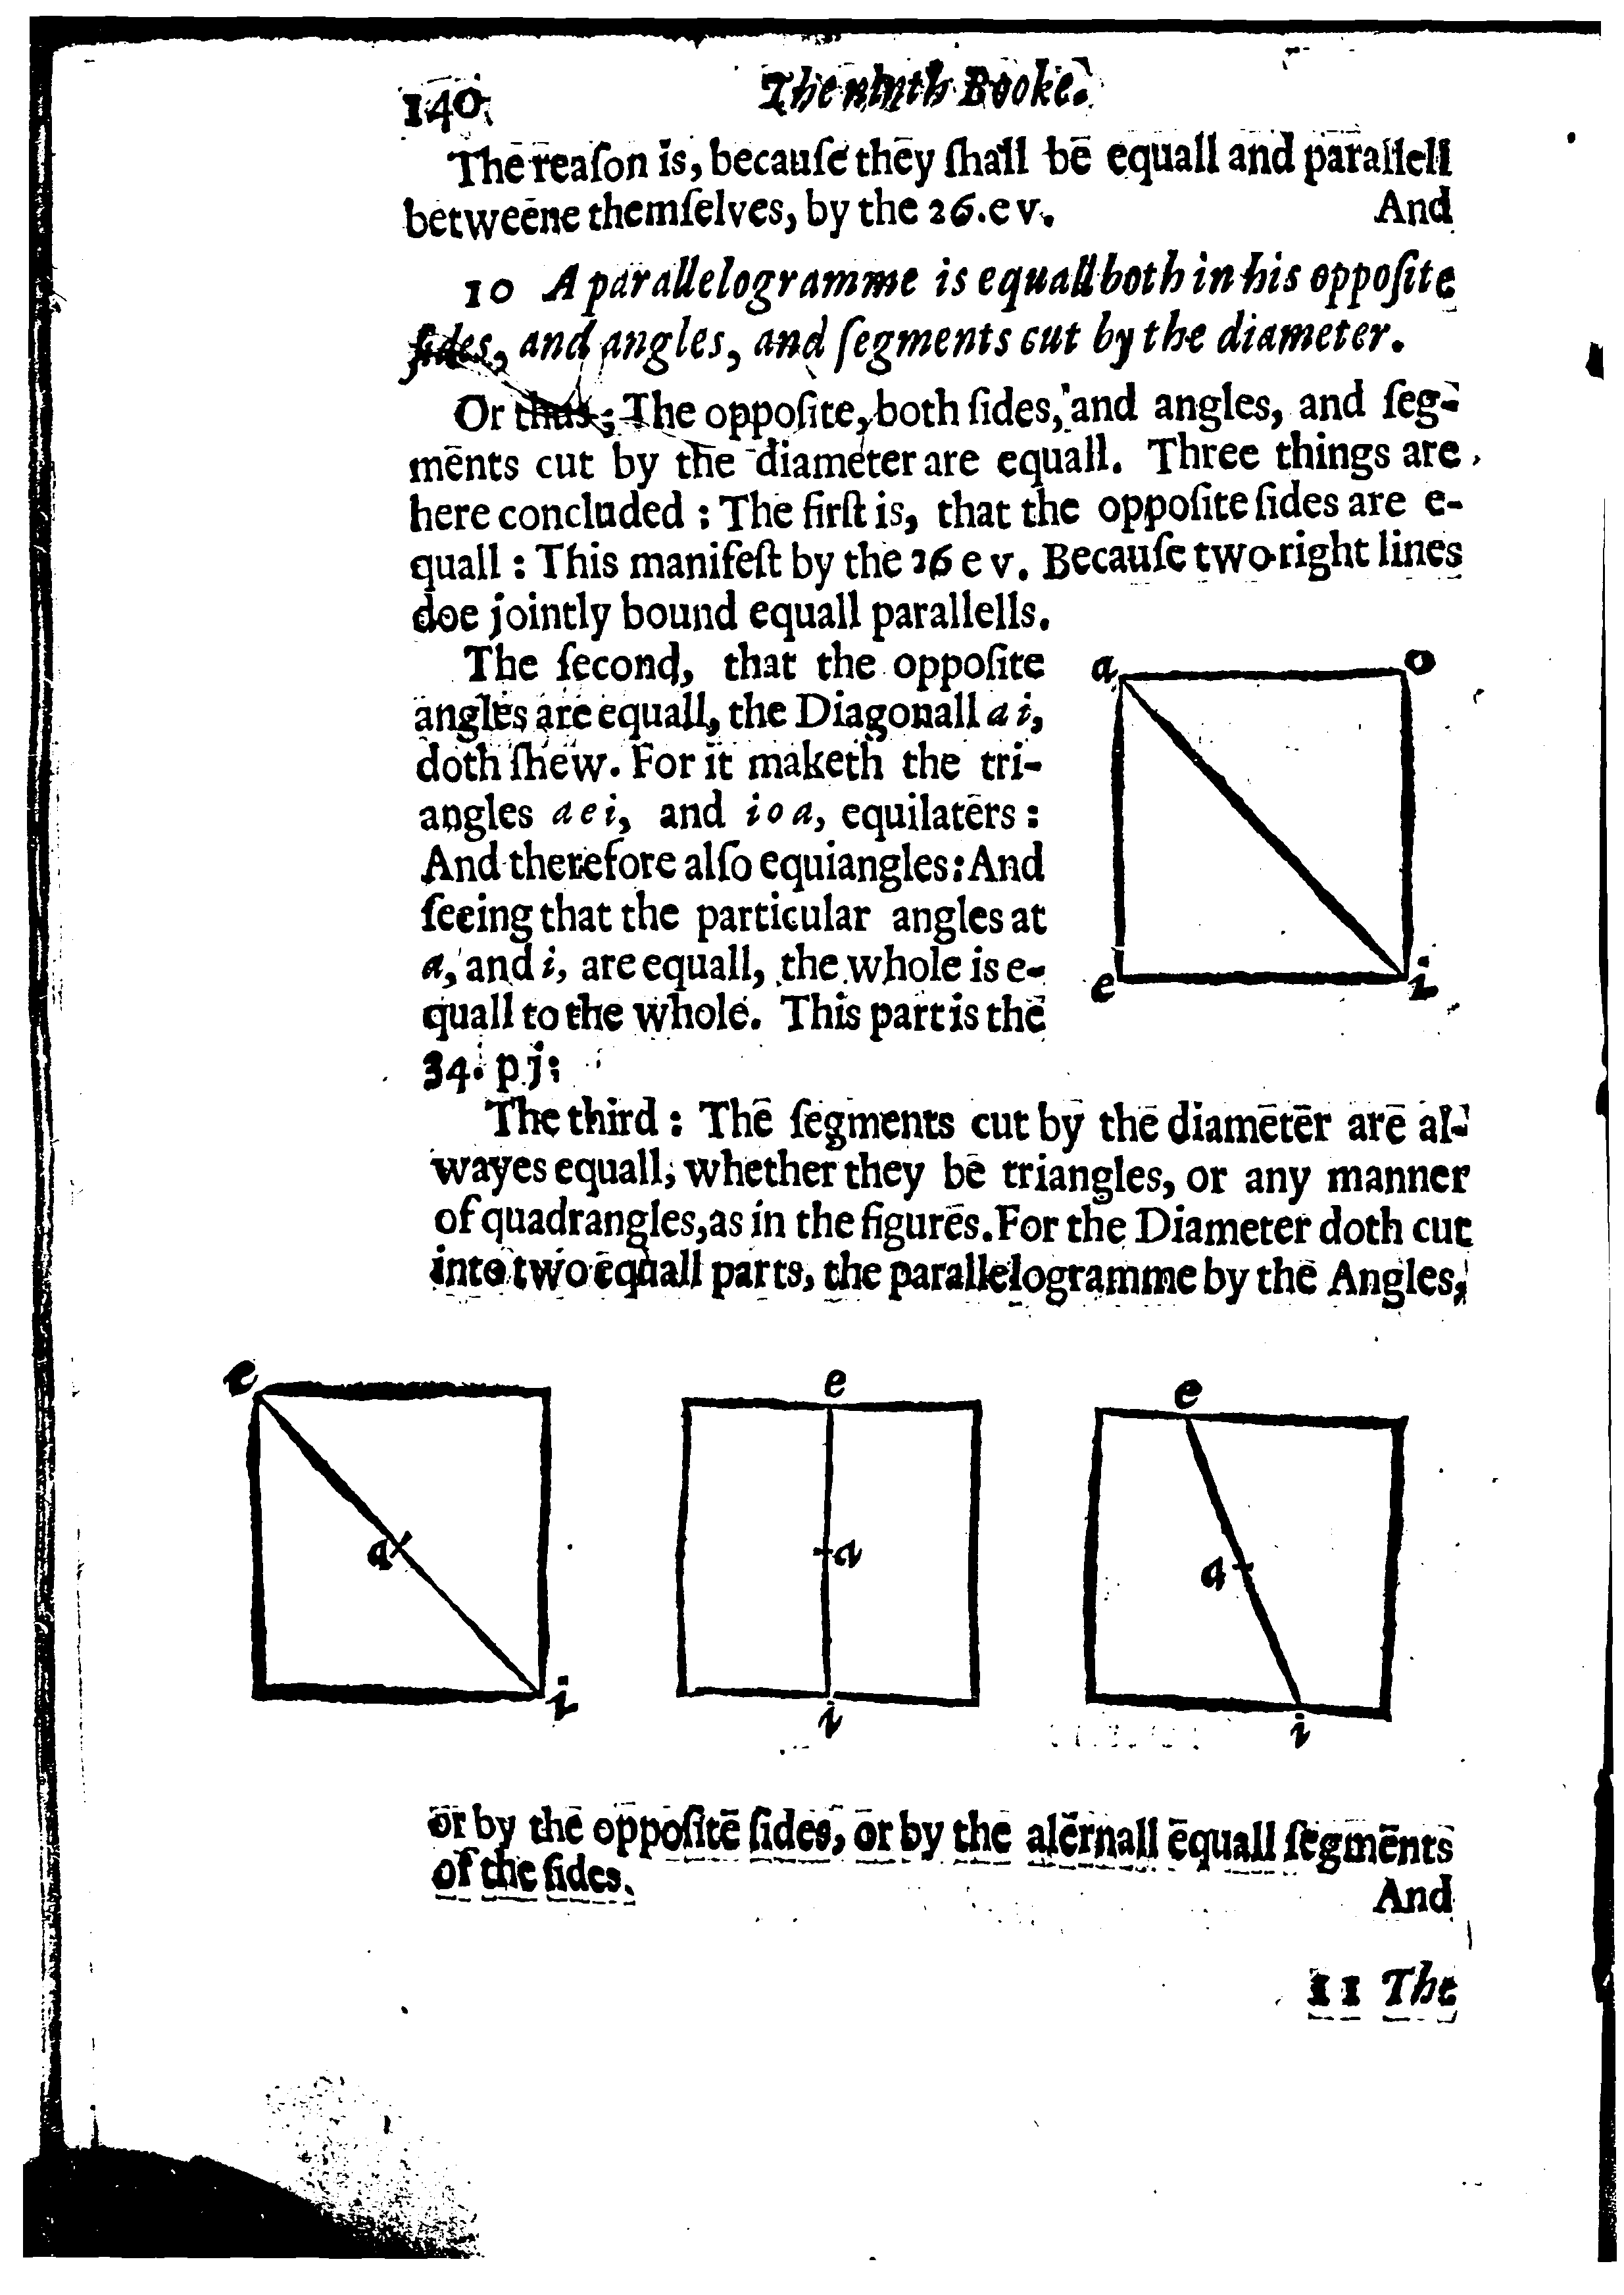 140 The ninth Booke.
The reaſon is, becauſe they ſhall be equall and parallell
betweene themſelves, by the 26. e v. And
10 A parallelogramme is equall both in his oppoſite
ſides, and angles, and ſegments cut by the diameter.
Or thus; The oppoſite, both ſides, and angles, and ſeg-
ments cut by the diameter are equall. Three things are
here concluded : The firſt is, that the oppoſite ſides are e-
quall : This manifeſt by the 26 e v. Becauſe two right lines
doe jointly bound equall parallells.
The ſecond, that the oppoſite
angles are equall, the Diagonall a i,
doth ſhew. For it maketh the tri-
angles a e i, and i o a, equilaters :
And therefore alſo equiangles: And
ſeeing that the particular angles at
a, and i, are equall, the whole is e-
quall to the whole. This part is the
34. p j:
a o
e i
The third : The ſegments cut by the diameter are al-
wayes equall, whether they be triangles, or any manner
of quadrangles, as in the figures. For the Diameter doth cut
into two equall parts, the parallelogramme by the Angles,
e e e
a a a
i i i
or by the oppoſite ſides, or by the alernall equall ſegments
of the ſides.
And
11 The